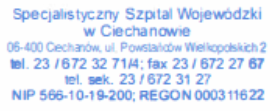 Specjalistyczny Szpital Wojewódzki
w Ciechanowie
06-400 Ciechanów, ul. Powstańców Wielkopolskich 2
tel. 23 / 672 32 71/4; fax 23 / 672 27 67
tel. sek. 23 / 672 31 27
NIP 566-10-19-200; REGON 000311622